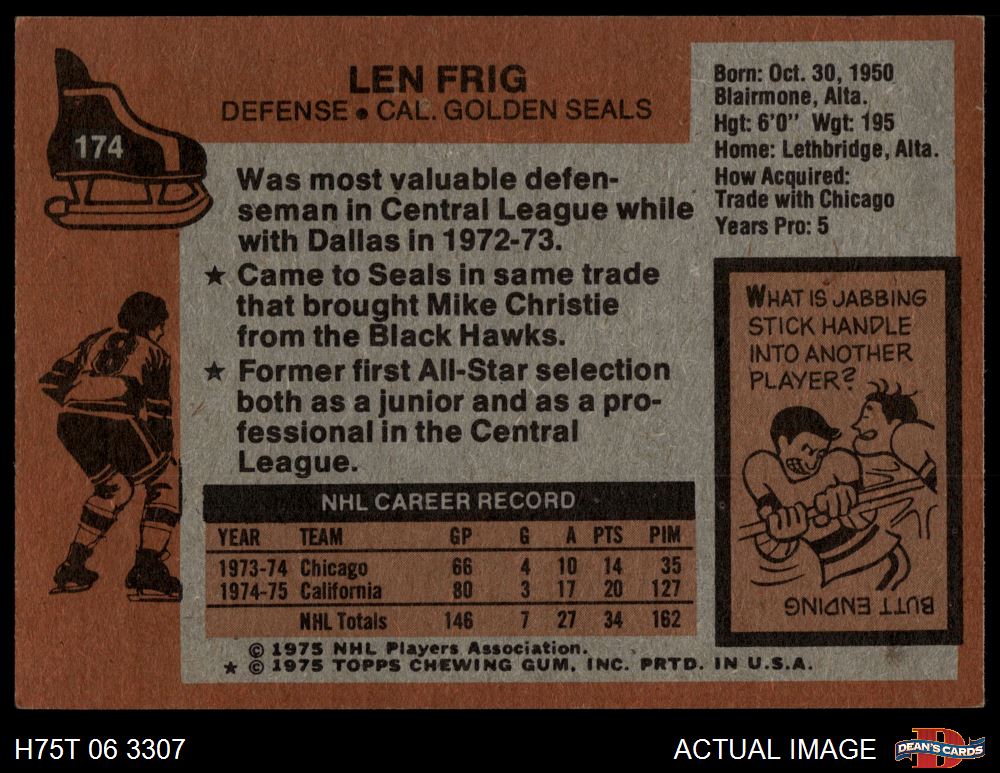 LEN FRIG
DEFENSE • CAL. GOLDEN SEALS
174
Born: Oct. 30, 1950
Blairmone, Alta.
Hgt: 6'0" Wgt: 195
Home: Lethbridge, Alta.
How Acquired:
Trade with Chicago
Years Pro: 5
Was most valuable defen-
seman in Central League while
with Dallas in 1972-73.
★ Came to Seals in same trade
that brought Mike Christie
from the Black Hawks.
★ Former first All-Star selection
both as a junior and as a pro-
fessional in the Central
League.
WHAT IS JABBING
STICK HANDLE
INTO ANOTHER
PLAYER?
BUTT ENDING
8
NHL CAREER RECORD
YEAR TEAM GP G A PTS PIM
1973-74 Chicago 66 4 10 14 35
1974-75 California 80 3 17 20 127
NHL Totals 146 7 27 34 162
© 1975 NHL Players Association.
★ © 1975 TOPPS CHEWING GUM, INC. PRTD. IN U.S.A.
H75T 06 3307
ACTUAL IMAGE
D
DEAN'S CARDS